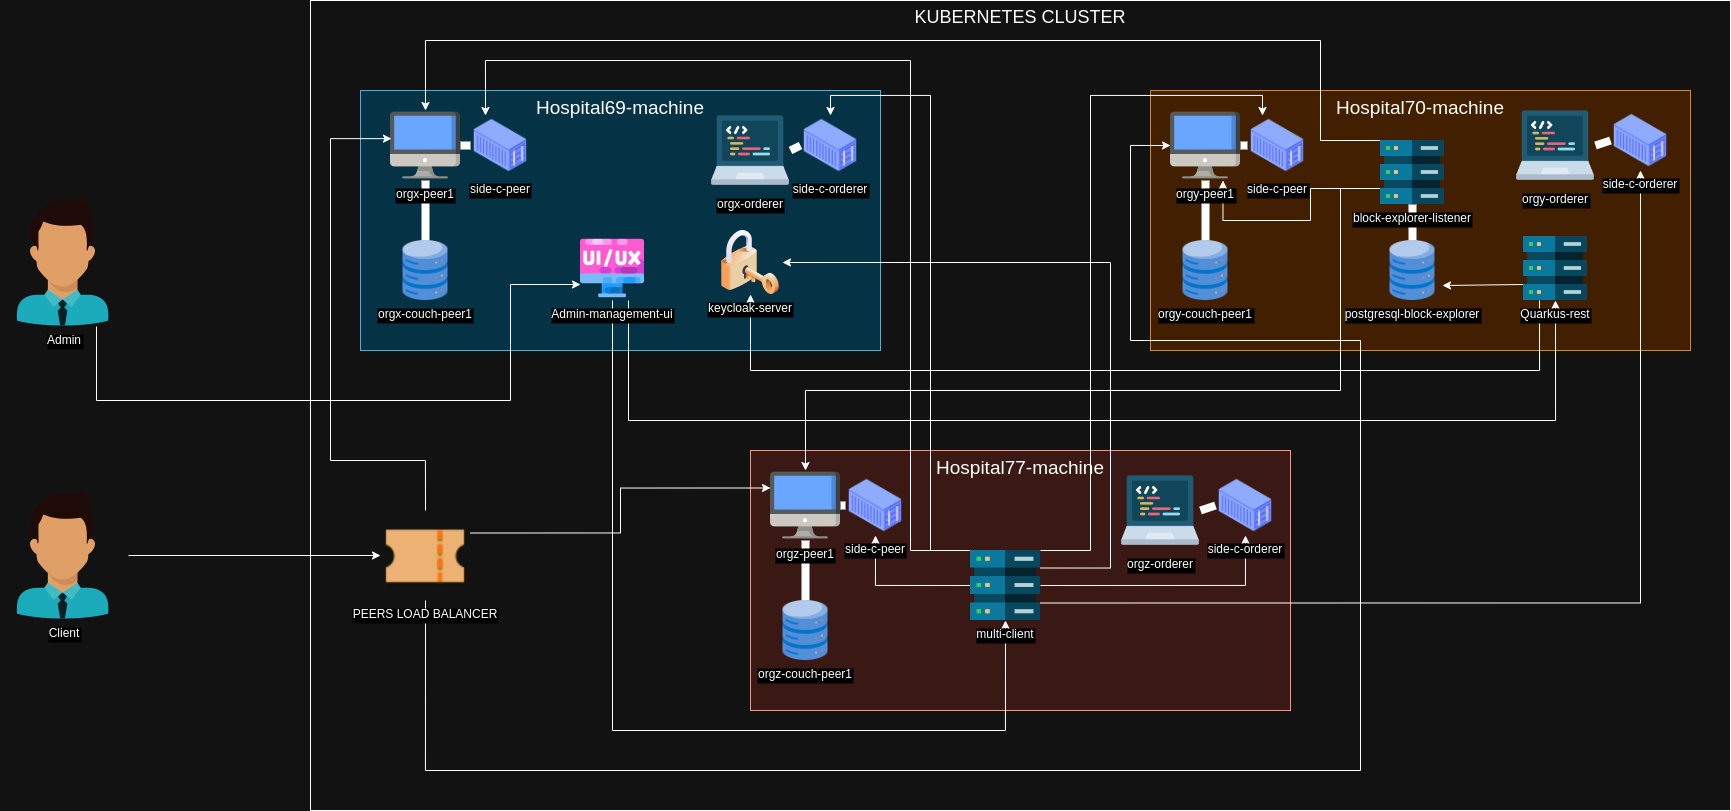 KUBERNETES CLUSTER
Hospital69-machine
orgx-peer1
side-c-peer
orgx-orderer
side-c-orderer
orgx-couch-peer1
UI/UX
Admin-management-ui
keycloak-server
Hospital70-machine
orgy-peer1
side-c-peer
block-explorer-listener
orgy-orderer
side-c-orderer
orgy-couch-peer1
postgresql-block-explorer
Quarkus-rest
Admin
Client
PEERS LOAD BALANCER
Hospital77-machine
orgz-peer1
side-c-peer
orgz-orderer
side-c-orderer
multi-client
orgz-couch-peer1